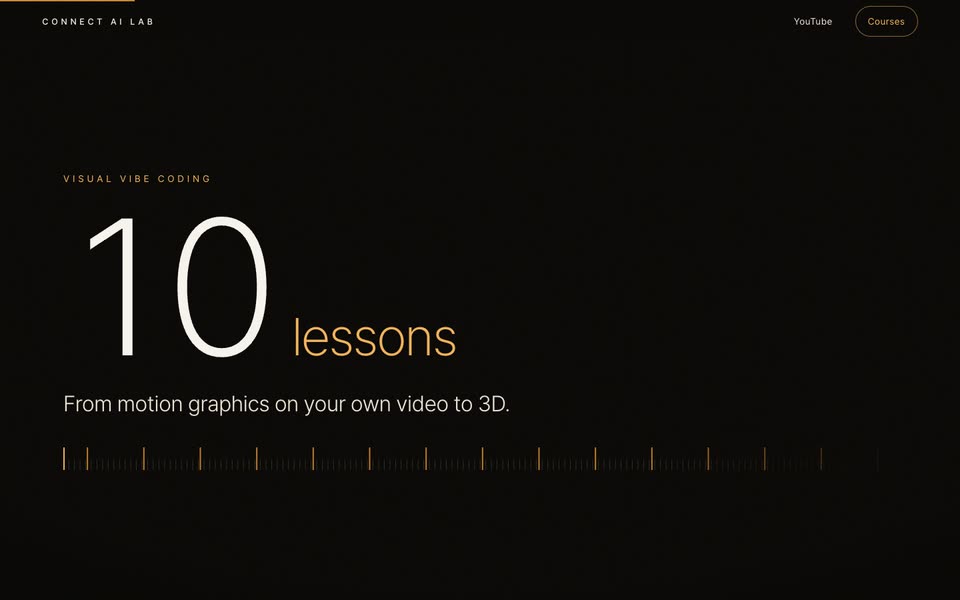 CONNECT AI LAB
YouTube
Courses
VISUAL VIBE CODING
10 lessons
From motion graphics on your own video to 3D.